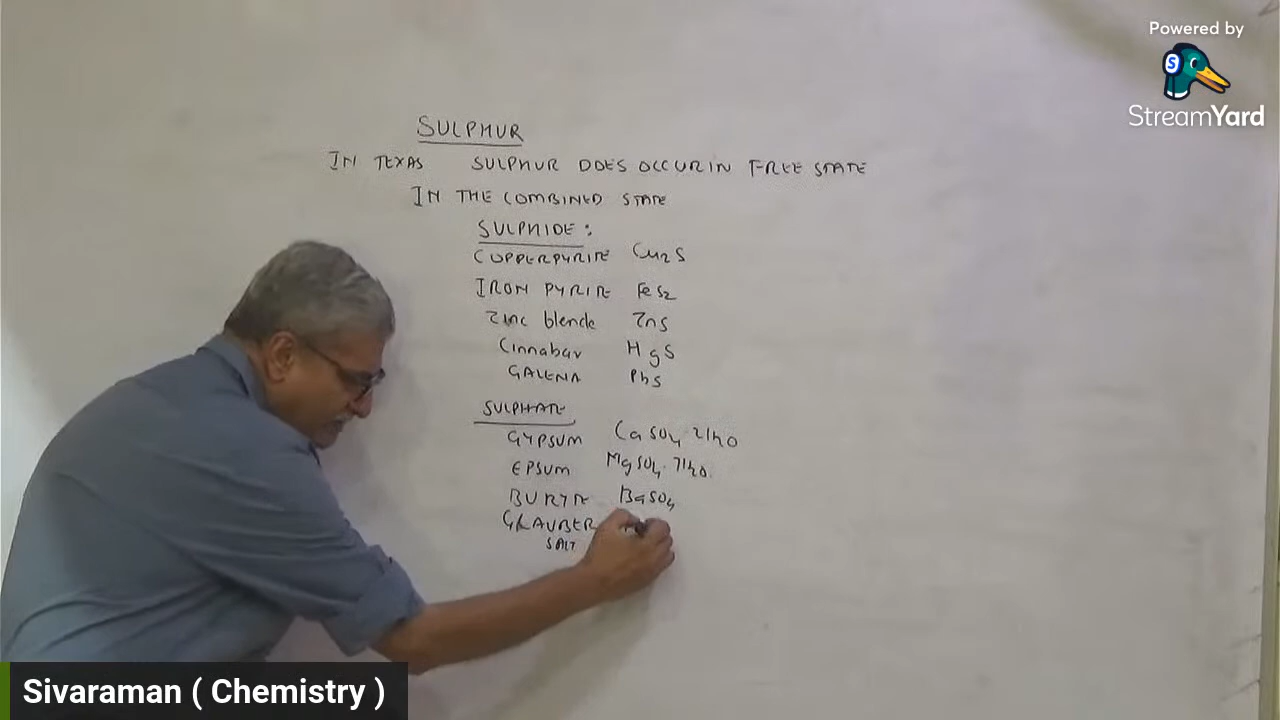 Powered by
StreamYard
SULPHUR
IN TEXAS SULPHUR DOES OCCUR IN FREE STATE
IN THE COMBINED STATE
SULPHIDE :
COPPERPYRITE Cu2S
IRON PYRITE FeS2
Zinc blende ZnS
Cinnabar HgS
GALENA PbS
SULPHATE
GYPSUM CaSO4 2H2O
EPSUM MgSO4. 7H2O.
BURYTE BaSO4
GLAUBER
SALT
Sivaraman ( Chemistry )